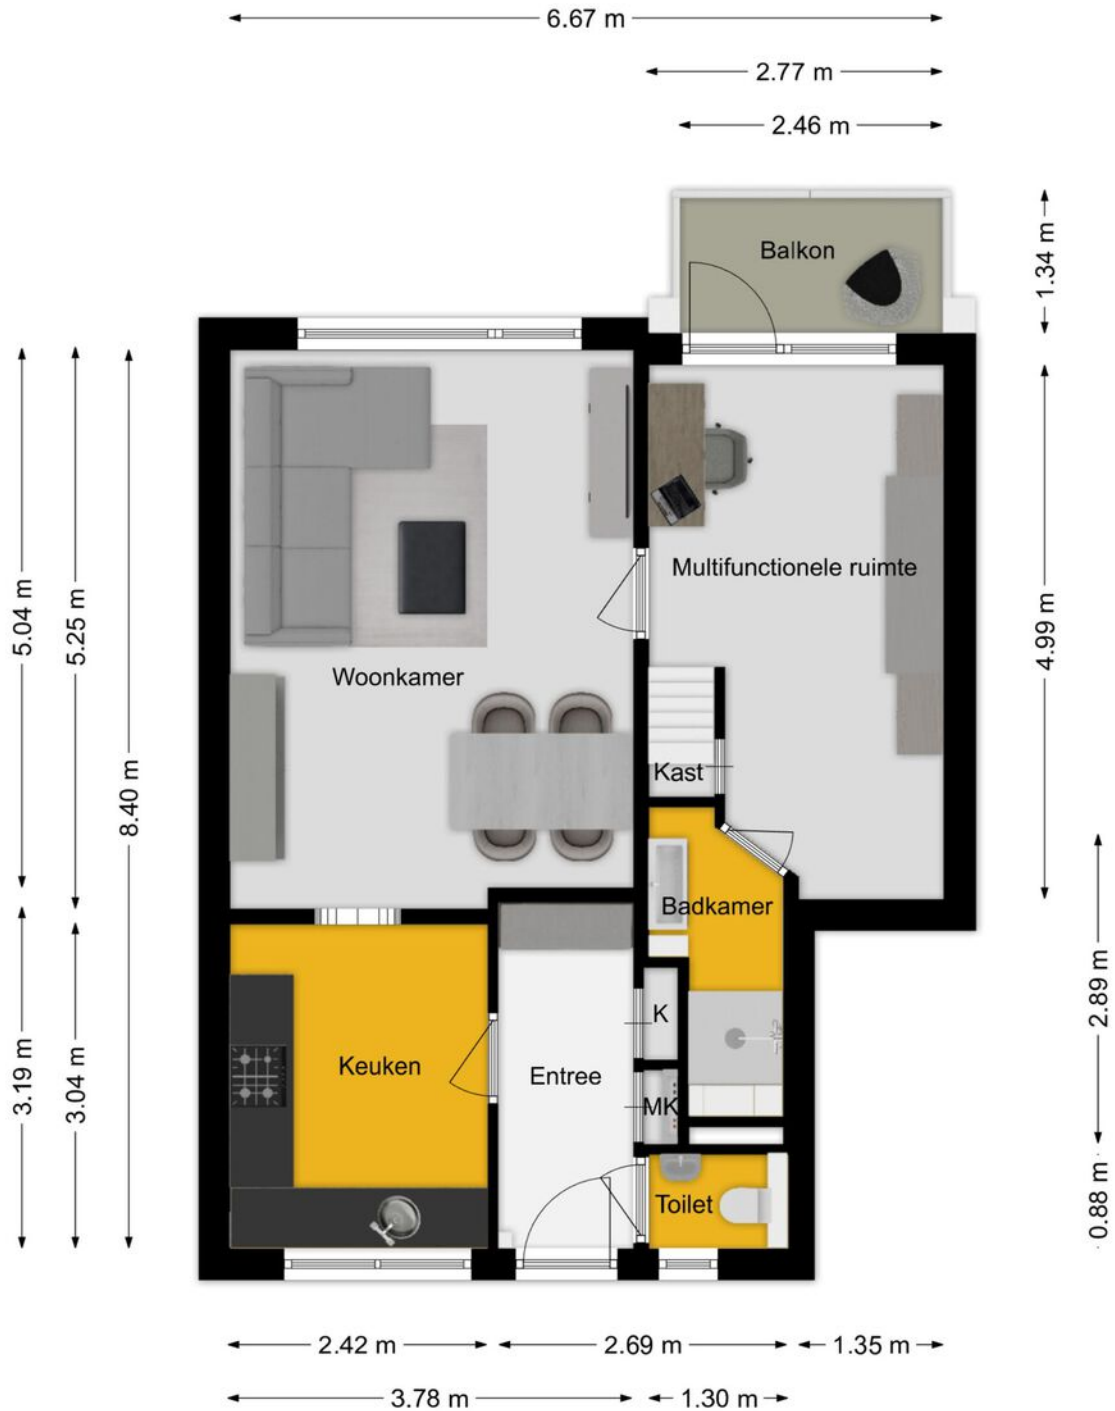 6.67 m
2.77 m
2.46 m
Balkon
1.34 m
5.04 m
5.25 m
8.40 m
Multifunctionele ruimte
4.99 m
Woonkamer
Kast
Badkamer
2.89 m
3.19 m
3.04 m
Keuken
Entree
K
MK
Toilet
0.88 m
2.42 m
2.69 m
1.35 m
3.78 m
1.30 m